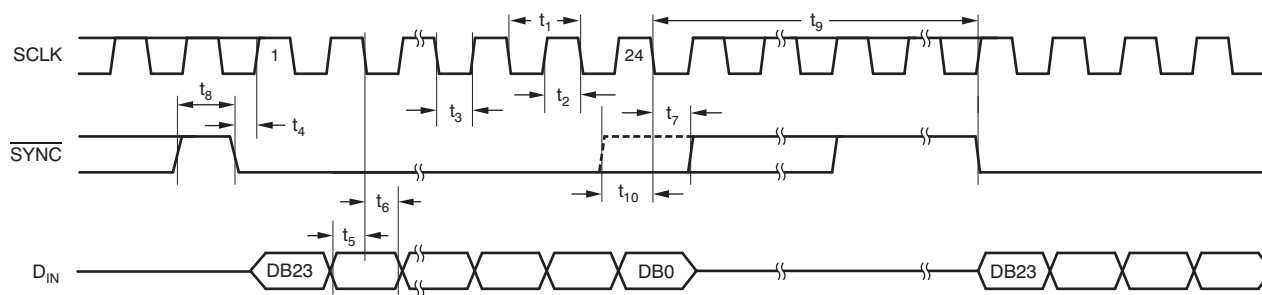 t1 t9
SCLK 1 24
t8 t4 t3 t2 t7
SYNC
t10
t6
t5
DIN DB23 DB0 DB23